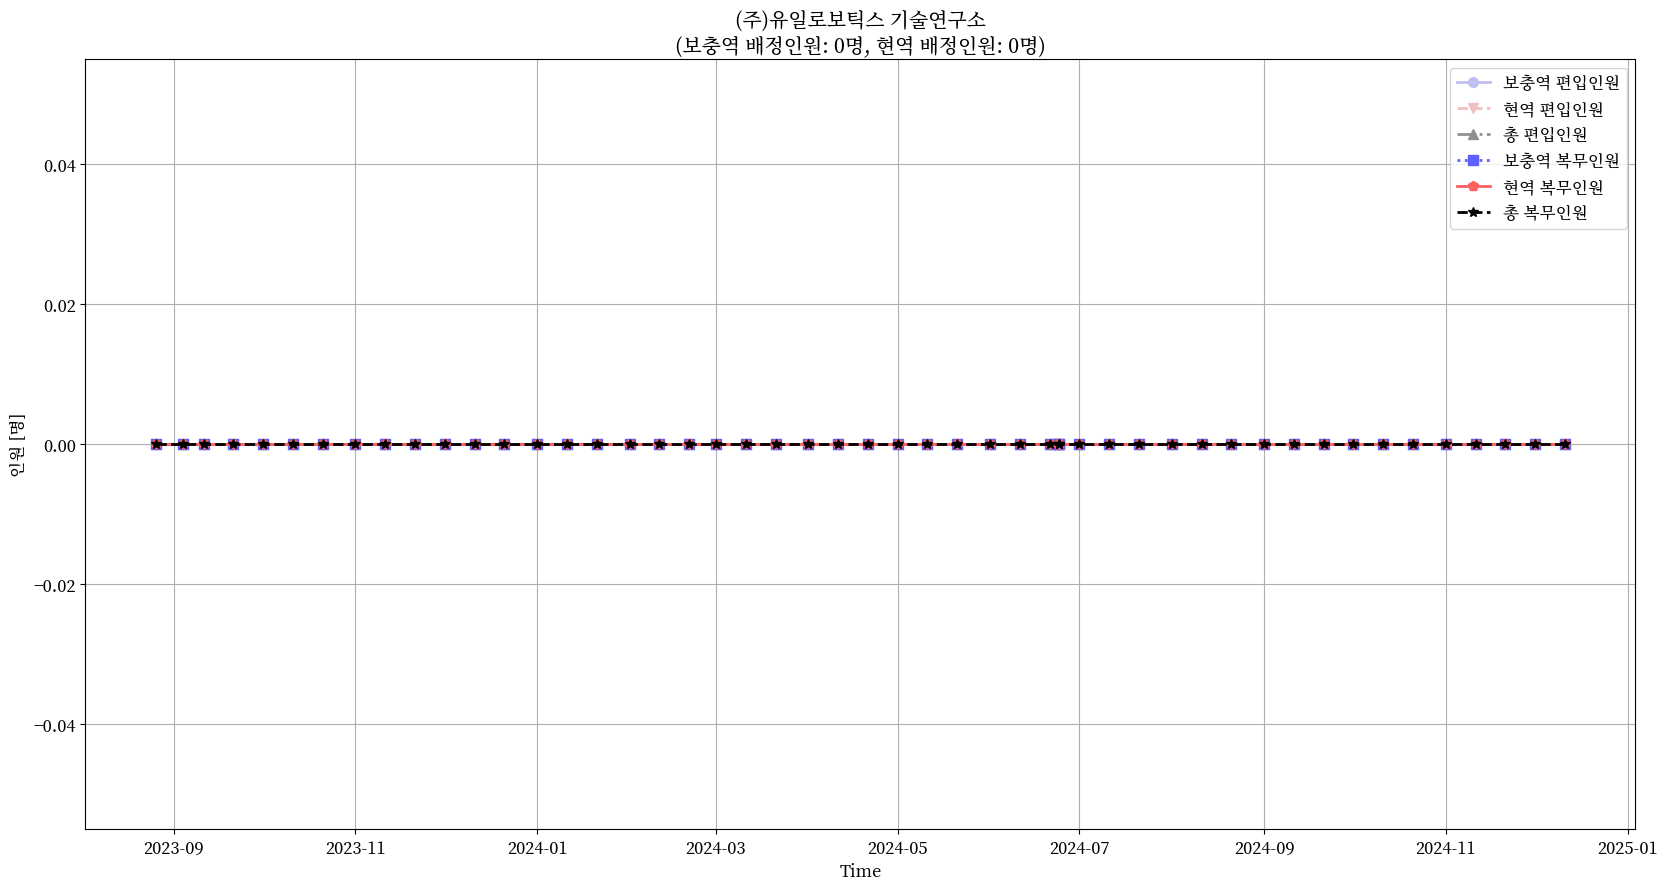 (주)유일로보틱스 기술연구소
(보충역 배정인원: 0명, 현역 배정인원: 0명)
보충역 편입인원
현역 편입인원
총 편입인원
보충역 복무인원
현역 복무인원
총 복무인원
0.04
0.02
0.00
−0.02
−0.04
인원 [명]
2023-09 2023-11 2024-01 2024-03 2024-05 2024-07 2024-09 2024-11 2025-01
Time